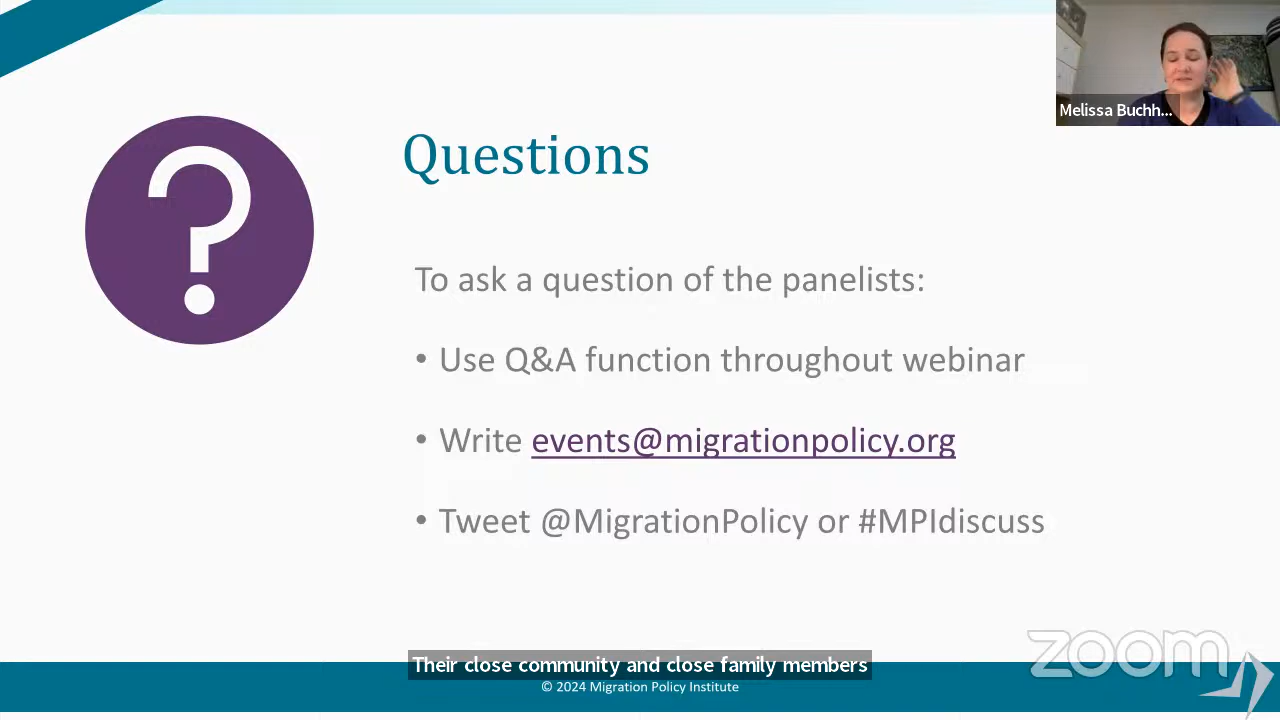 Melissa Buchh...
Questions
To ask a question of the panelists:
• Use Q&A function throughout webinar
• Write events@migrationpolicy.org
• Tweet @MigrationPolicy or #MPIdiscuss
zoom
Their close community and close family members
© 2024 Migration Policy Institute